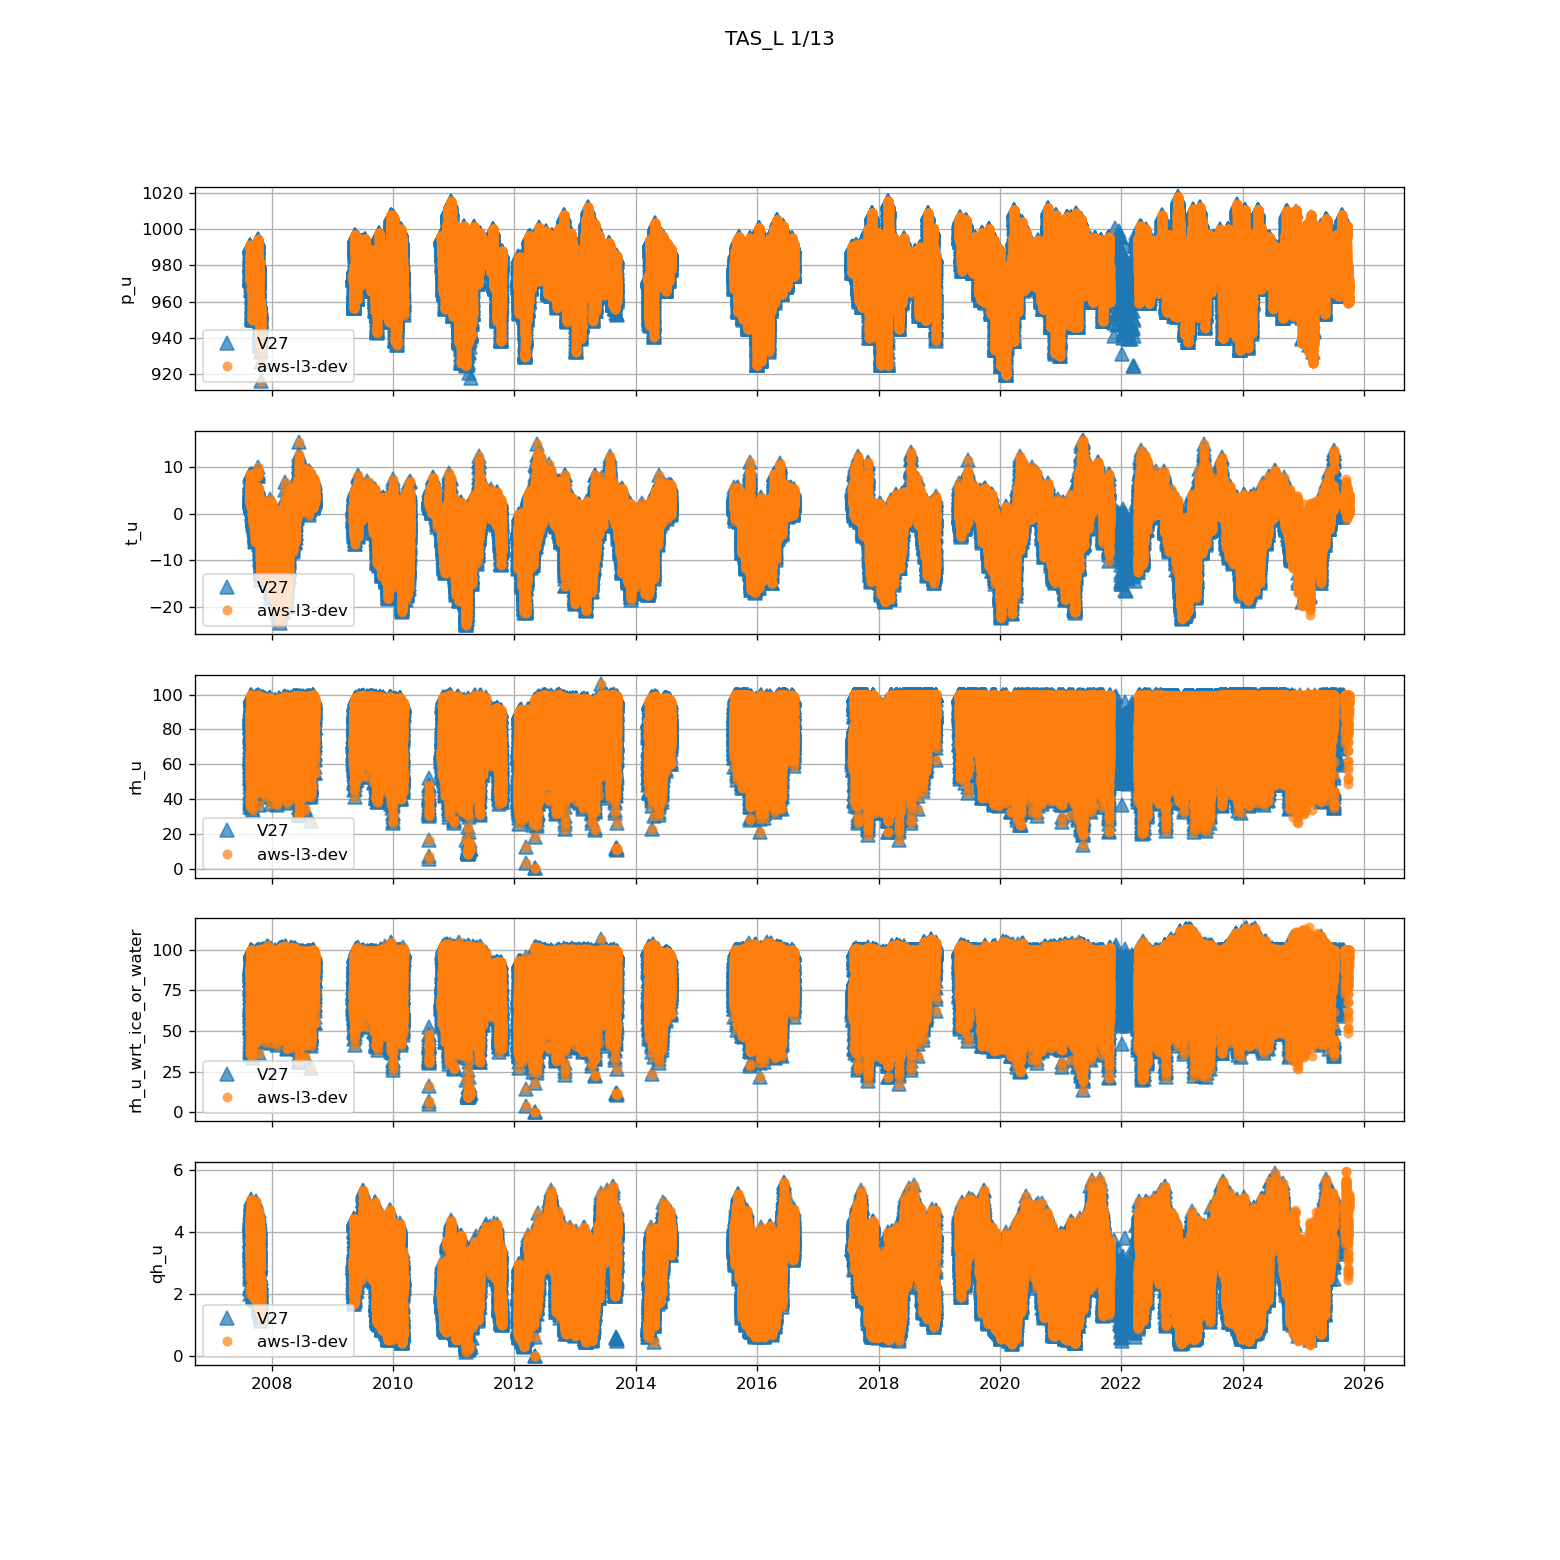 TAS_L 1/13
1020
1000
980
960
940
920
p_u
V27
aws-l3-dev
10
0
−10
−20
t_u
V27
aws-l3-dev
100
80
60
40
20
0
rh_u
V27
aws-l3-dev
100
75
50
25
0
rh_u_wrt_ice_or_water
V27
aws-l3-dev
6
4
2
0
qh_u
V27
aws-l3-dev
2008 2010 2012 2014 2016 2018 2020 2022 2024 2026